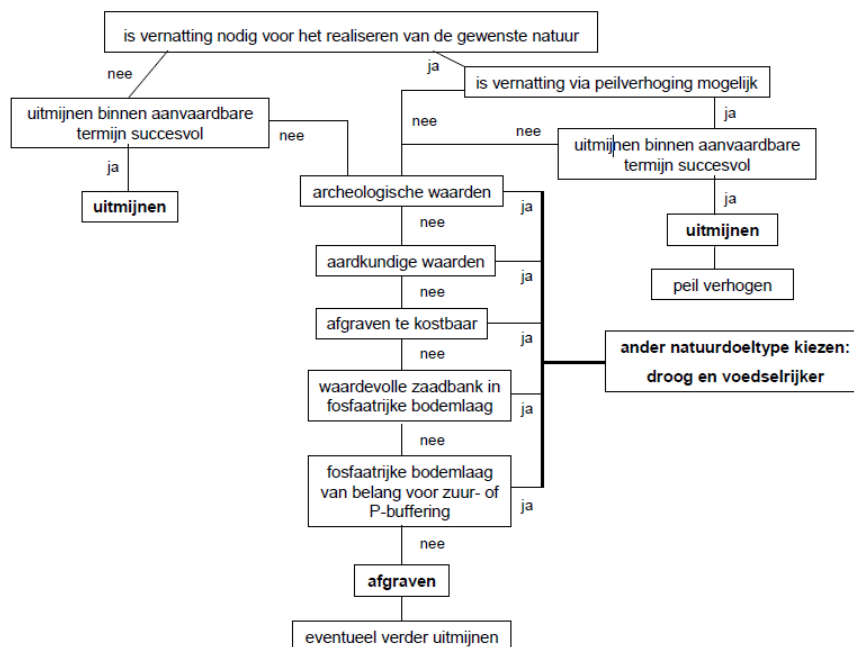 is vernatting nodig voor het realiseren van de gewenste natuur
nee
ja
is vernatting via peilverhoging mogelijk
uitmijnen binnen aanvaardbare
termijn succesvol
nee
nee
nee
ja
uitmijnen binnen aanvaardbare
termijn succesvol
ja
uitmijnen
archeologische waarden
ja
nee
ja
uitmijnen
aardkundige waarden
ja
nee
peil verhogen
afgraven te kostbaar
ja
nee
ander natuurdoeltype kiezen:
droog en voedselrijker
waardevolle zaadbank in
fosfaatrijke bodemlaag
ja
nee
fosfaatrijke bodemlaag
van belang voor zuur- of
P-buffering
ja
nee
afgraven
eventueel verder uitmijnen